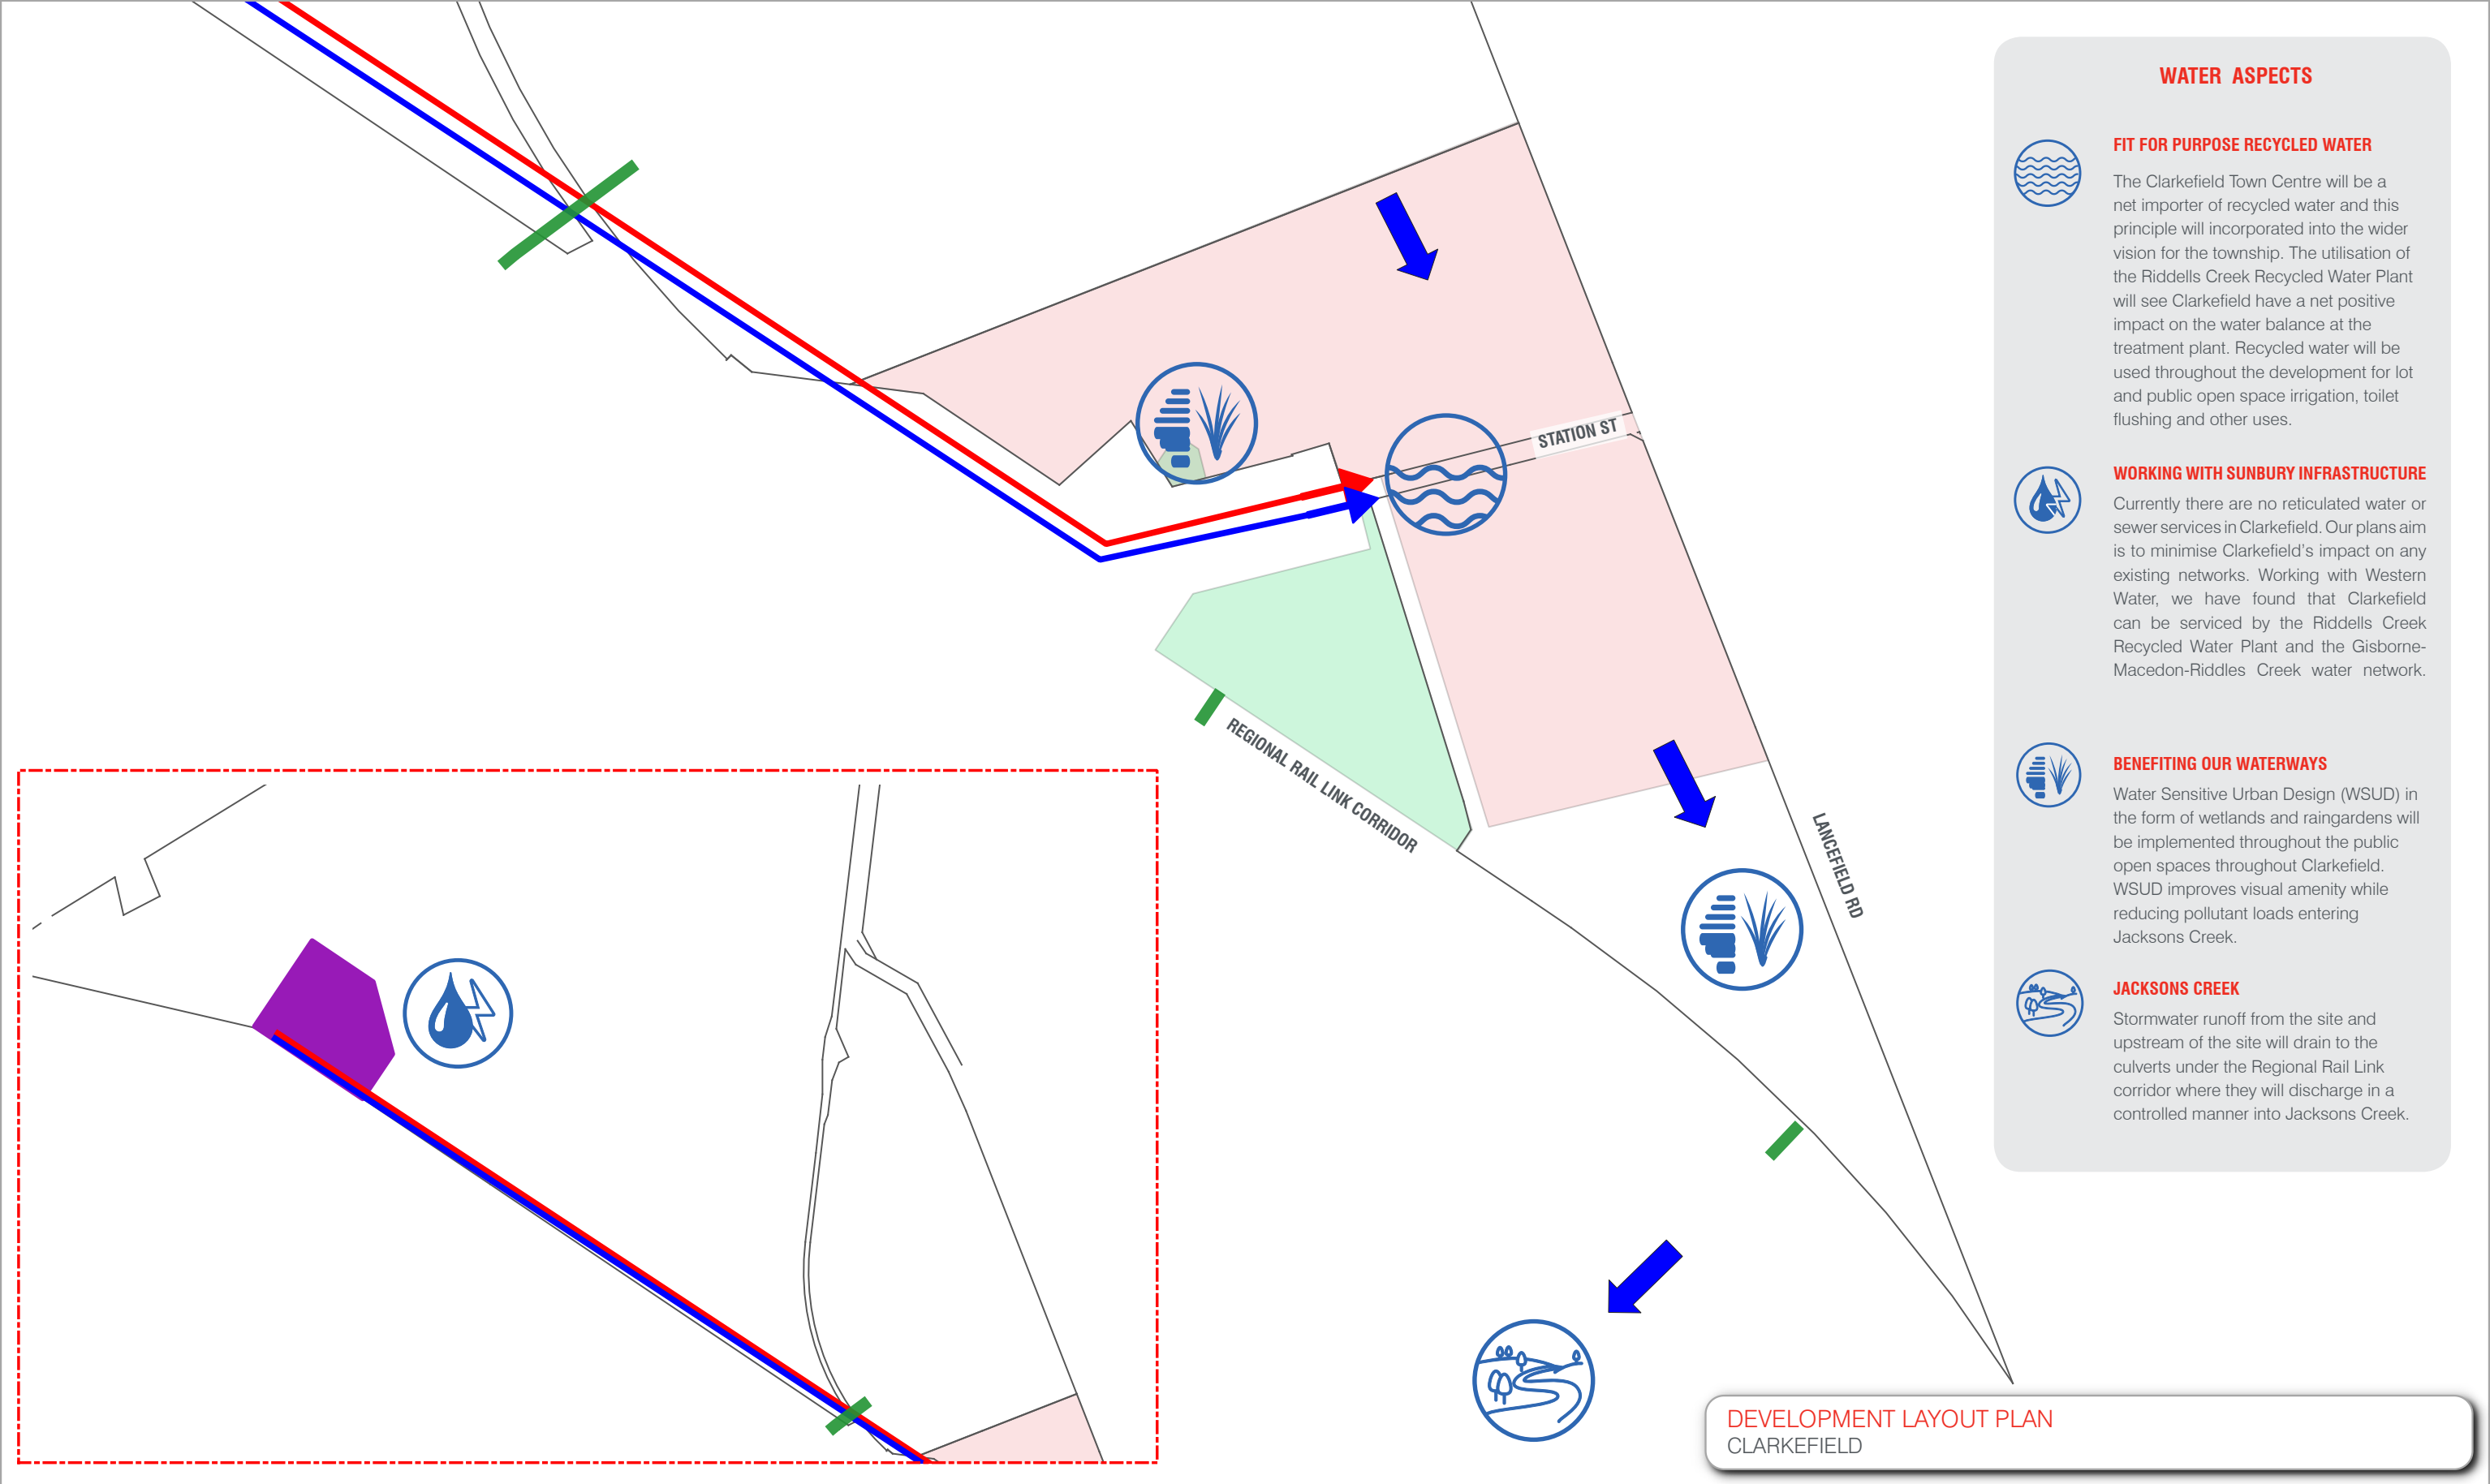 WATER ASPECTS
FIT FOR PURPOSE RECYCLED WATER
The Clarkefield Town Centre will be a
net importer of recycled water and this
principle will incorporated into the wider
vision for the township. The utilisation of
the Riddells Creek Recycled Water Plant
will see Clarkefield have a net positive
impact on the water balance at the
treatment plant. Recycled water will be
used throughout the development for lot
and public open space irrigation, toilet
flushing and other uses.
WORKING WITH SUNBURY INFRASTRUCTURE
Currently there are no reticulated water or
sewer services in Clarkefield. Our plans aim
is to minimise Clarkefield's impact on any
existing networks. Working with Western
Water, we have found that Clarkefield
can be serviced by the Riddells Creek
Recycled Water Plant and the Gisborne-
Macedon-Riddles Creek water network.
BENEFITING OUR WATERWAYS
Water Sensitive Urban Design (WSUD) in
the form of wetlands and raingardens will
be implemented throughout the public
open spaces throughout Clarkefield.
WSUD improves visual amenity while
reducing pollutant loads entering
Jacksons Creek.
JACKSONS CREEK
Stormwater runoff from the site and
upstream of the site will drain to the
culverts under the Regional Rail Link
corridor where they will discharge in a
controlled manner into Jacksons Creek.
STATION ST
REGIONAL RAIL LINK CORRIDOR
LANCEFIELD RD
DEVELOPMENT LAYOUT PLAN
CLARKEFIELD